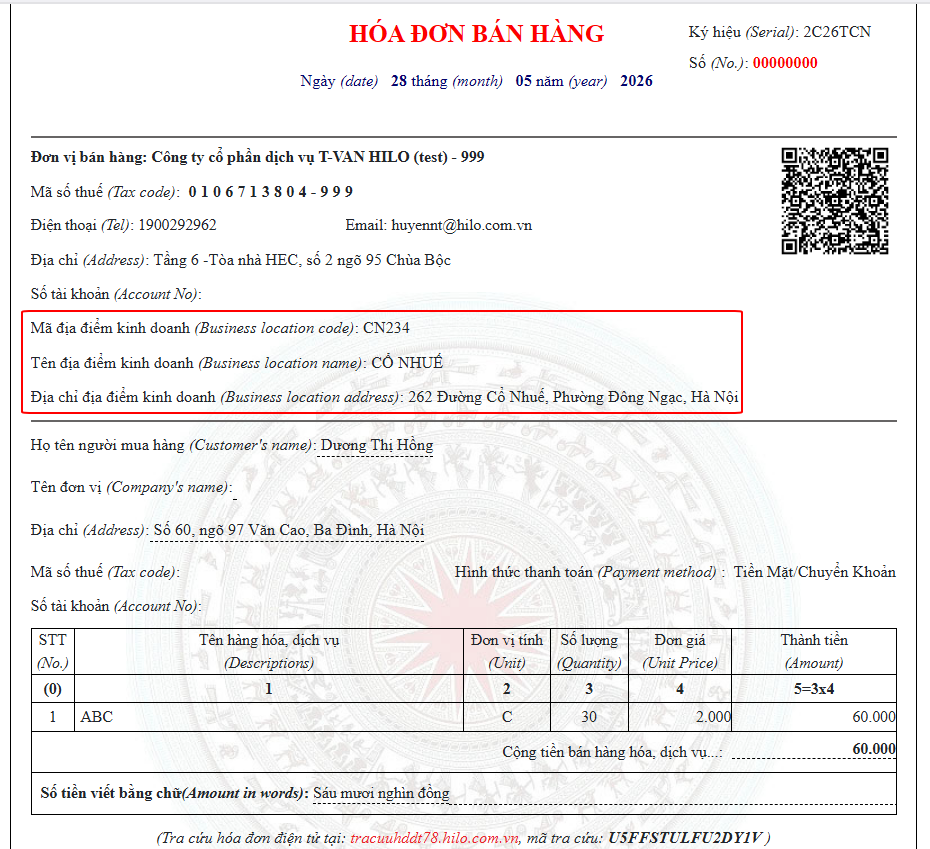 HÓA ĐƠN BÁN HÀNG
Ký hiệu (Serial): 2C26TCN
Số (No.): 00000000
Ngày (date) 28 tháng (month) 05 năm (year) 2026
Đơn vị bán hàng: Công ty cổ phần dịch vụ T-VAN HILO (test) - 999
Mã số thuế (Tax code): 0 1 0 6 7 1 3 8 0 4 - 9 9 9
Điện thoại (Tel): 1900292962 Email: huyennt@hilo.com.vn
Địa chỉ (Address): Tầng 6 -Tòa nhà HEC, số 2 ngõ 95 Chùa Bộc
Số tài khoản (Account No):
Mã địa điểm kinh doanh (Business location code): CN234
Tên địa điểm kinh doanh (Business location name): CỔ NHUẾ
Địa chỉ địa điểm kinh doanh (Business location address): 262 Đường Cổ Nhuế, Phường Đông Ngạc, Hà Nội
Họ tên người mua hàng (Customer's name): Dương Thị Hồng
Tên đơn vị (Company's name):
Địa chỉ (Address): Số 60, ngõ 97 Văn Cao, Ba Đình, Hà Nội
Mã số thuế (Tax code): Hình thức thanh toán (Payment method) : Tiền Mặt/Chuyển Khoản
Số tài khoản (Account No):
STT Tên hàng hóa, dịch vụ Đơn vị tính Số lượng Đơn giá Thành tiền
(No.) (Descriptions) (Unit) (Quantity) (Unit Price) (Amount)
(0) 1 2 3 4 5=3x4
1 ABC C 30 2.000 60.000
Cộng tiền bán hàng hóa, dịch vụ...: 60.000
Số tiền viết bằng chữ(Amount in words): Sáu mươi nghìn đồng
(Tra cứu hóa đơn điện tử tại: tracuuhddt78.hilo.com.vn, mã tra cứu: U5FFSTULFU2DY1V )